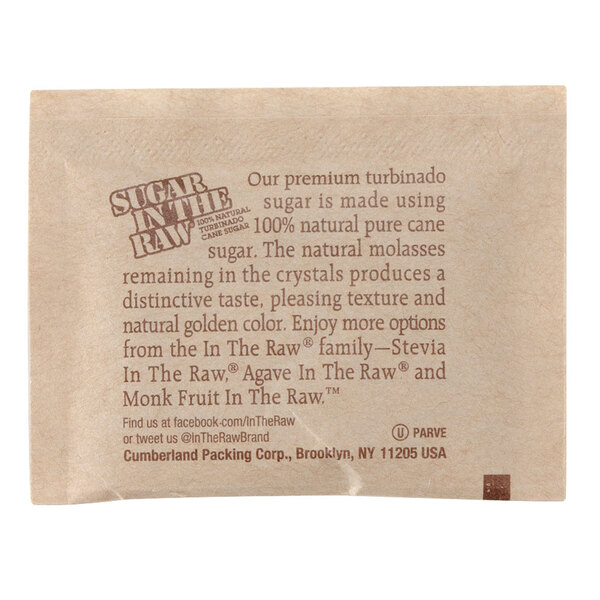 SUGAR
IN THE
RAW
100% NATURAL
TURBINADO
CANE SUGAR
Our premium turbinado
sugar is made using
100% natural pure cane
sugar. The natural molasses
remaining in the crystals produces a
distinctive taste, pleasing texture and
natural golden color. Enjoy more options
from the In The Raw® family—Stevia
In The Raw,® Agave In The Raw® and
Monk Fruit In The Raw.™
Find us at facebook.com/InTheRaw
or tweet us @InTheRawBrand
U PARVE
Cumberland Packing Corp., Brooklyn, NY 11205 USA